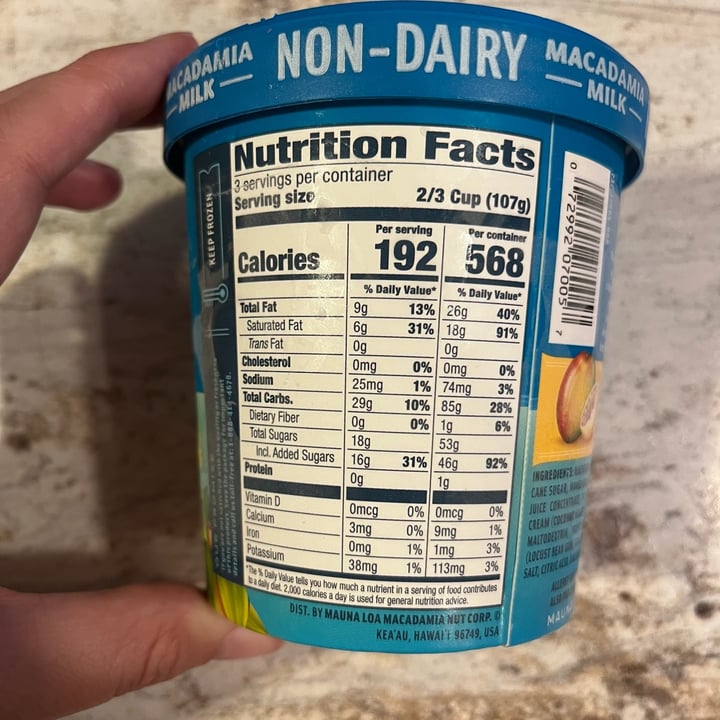 MACADAMIA MILK
NON-DAIRY
MACADAMIA MILK
KEEP FROZEN
Nutrition Facts
3 servings per container
Serving size 2/3 Cup (107g)
Per serving Per container
Calories 192 568
% Daily Value* % Daily Value*
Total Fat 9g 13% 26g 40%
Saturated Fat 6g 31% 18g 91%
Trans Fat 0g 0g
Cholesterol 0mg 0% 0mg 0%
Sodium 25mg 1% 74mg 3%
Total Carbs. 29g 10% 85g 28%
Dietary Fiber 0g 0% 1g 6%
Total Sugars 18g 53g
Incl. Added Sugars 16g 31% 46g 92%
Protein 0g 1g
Vitamin D 0mcg 0% 0mcg 0%
Calcium 3mg 0% 9mg 1%
Iron 0mg 1% 1mg 3%
Potassium 38mg 1% 113mg 3%
*The % Daily Value tells you how much a nutrient in a serving of food contributes
to a daily diet. 2,000 calories a day is used for general nutrition advice.
DIST. BY MAUNA LOA MACADAMIA NUT CORP. ©
KEA'AU, HAWAI'I 96749, USA
0 72992 07005 7
INGREDIENTS:
CANE SUGAR,
JUICE CONCENTRATE,
CREAM (COCONUT
MALTODEXTRIN,
(LOCUST BEAN
SALT, CITRIC ACID,